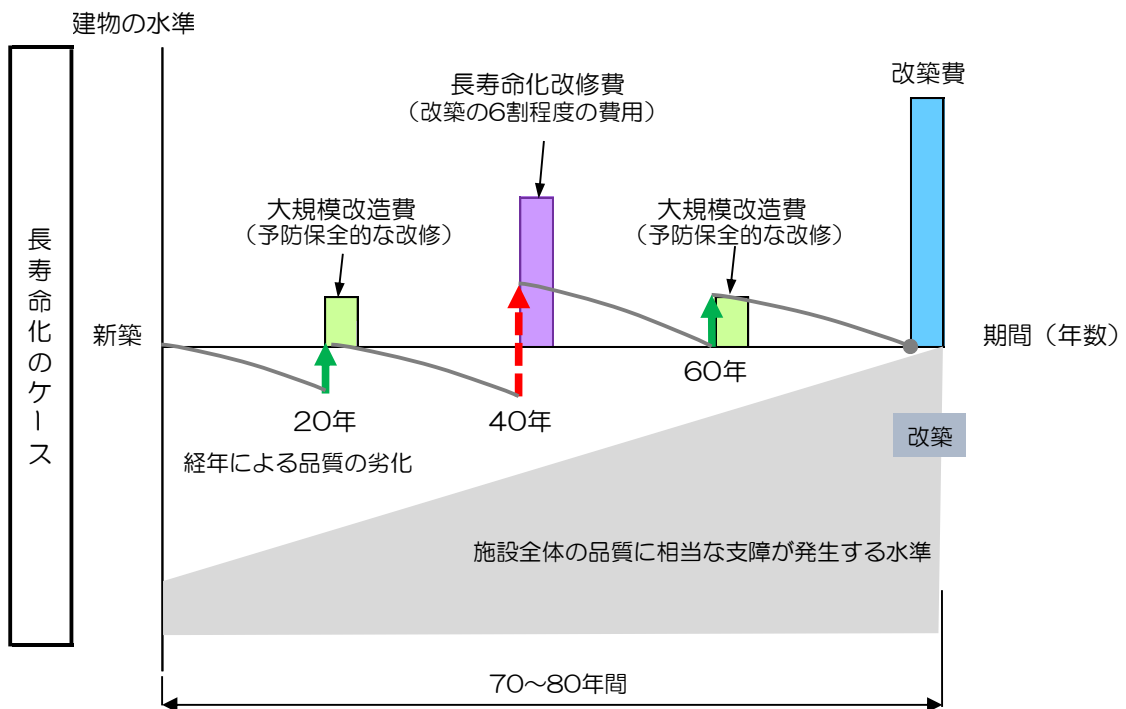 建物の水準
長寿命化のケース
長寿命化改修費
（改築の6割程度の費用）
改築費
大規模改造費
（予防保全的な改修）
大規模改造費
（予防保全的な改修）
新築
期間（年数）
20年
40年
60年
改築
経年による品質の劣化
施設全体の品質に相当な支障が発生する水準
70～80年間